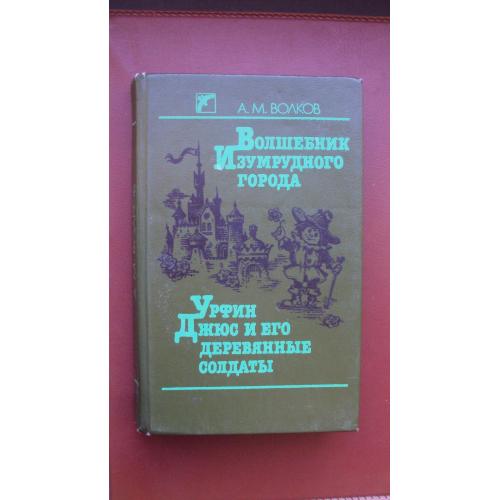 А. М. ВОЛКОВ
ВОЛШЕБНИК
ИЗУМРУДНОГО
ГОРОДА
УРФИН
ДЖЮС И ЕГО
ДЕРЕВЯННЫЕ
СОЛДАТЫ